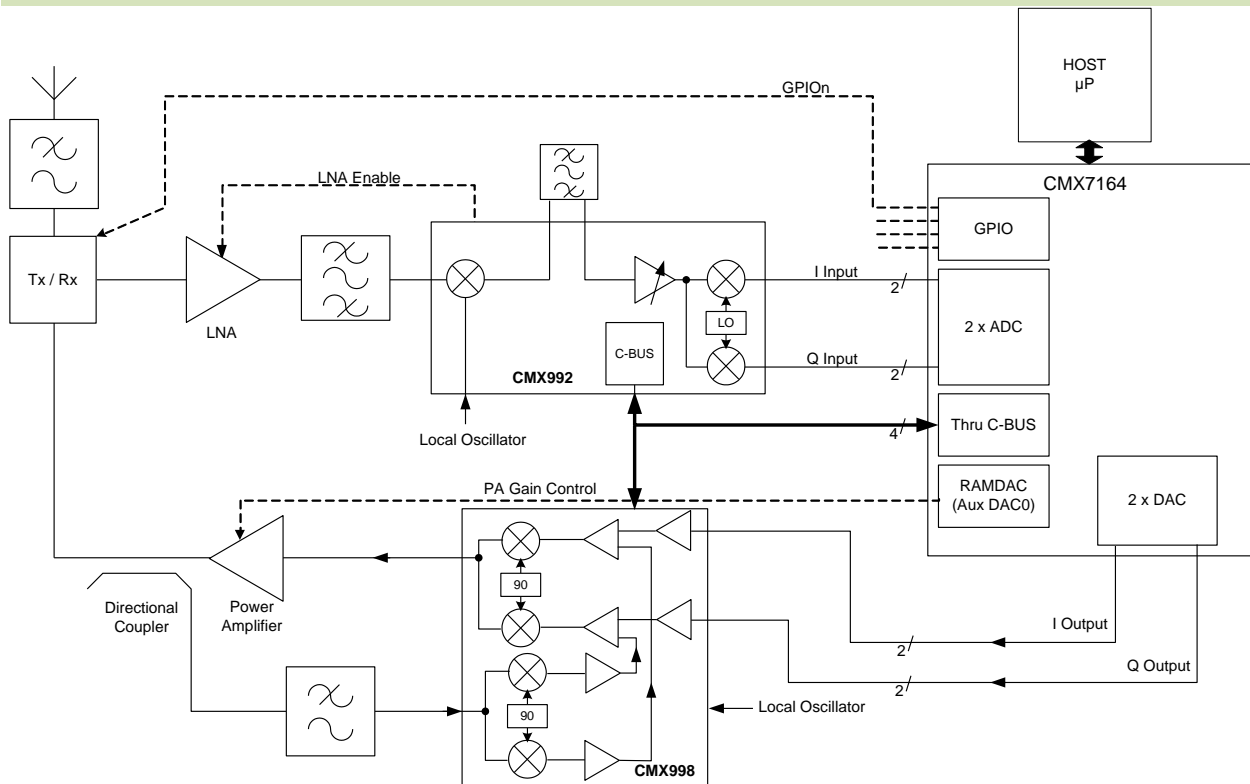 HOST
µP
GPIOn
CMX7164
LNA Enable
GPIO
Tx / Rx
I Input
2
LNA
LO
2 x ADC
C-BUS
Q Input
2
CMX992
Local Oscillator
4
Thru C-BUS
PA Gain Control
RAMDAC
(Aux DAC0)
2 x DAC
90
Directional
Coupler
Power
Amplifier
I Output
2
Q Output
2
90
Local Oscillator
CMX998